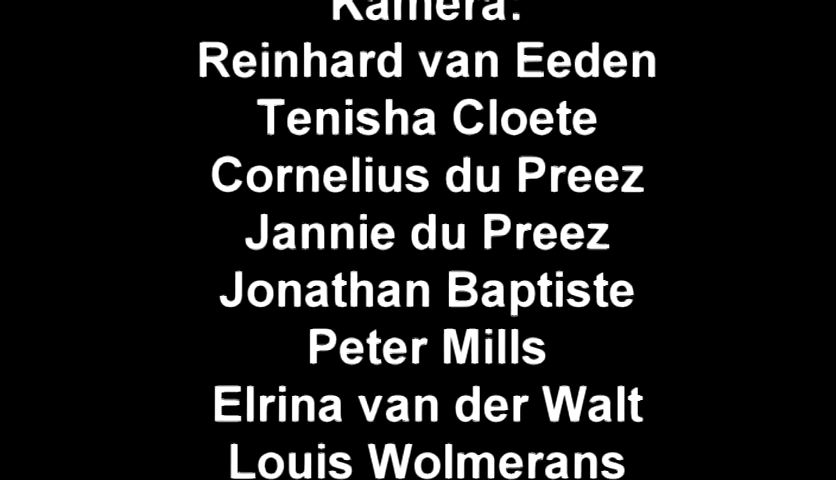 Kamera:
Reinhard van Eeden
Tenisha Cloete
Cornelius du Preez
Jannie du Preez
Jonathan Baptiste
Peter Mills
Elrina van der Walt
Louis Wolmerans